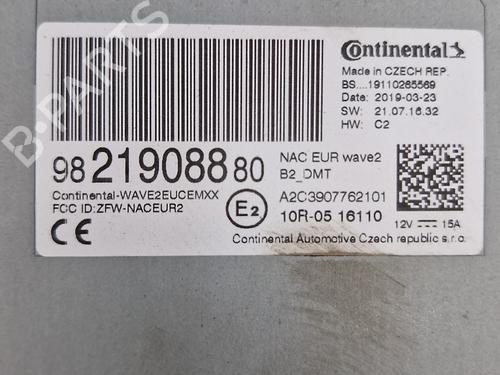 Continental
Made in CZECH REP.
BS....19110265569
Date: 2019-03-23
SW: 21.07.16.32
HW: C2
98 219088 80
NAC EUR wave2
B2_DMT
Continental-WAVE2EUCEMXX
FCC ID:ZFW-NACEUR2
A2C3907762101
E2
10R-05 16110
12V 15A
CE
Continental Automotive Czech republic s.r.o.
B-PARTS